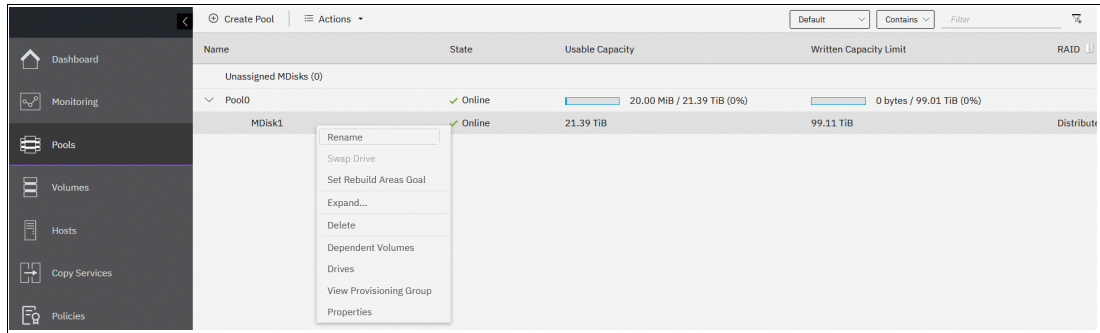 Create Pool Actions Default Contains Filter
Name State Usable Capacity Written Capacity Limit RAID
Dashboard
Unassigned MDisks (0)
Monitoring
Pool0 Online 20.00 MiB / 21.39 TiB (0%) 0 bytes / 99.01 TiB (0%)
MDisk1 Online 21.39 TiB 99.11 TiB Distribute
Rename
Pools
Swap Drive
Set Rebuild Areas Goal
Volumes
Expand...
Delete
Hosts
Dependent Volumes
Copy Services
Drives
View Provisioning Group
Properties
Policies